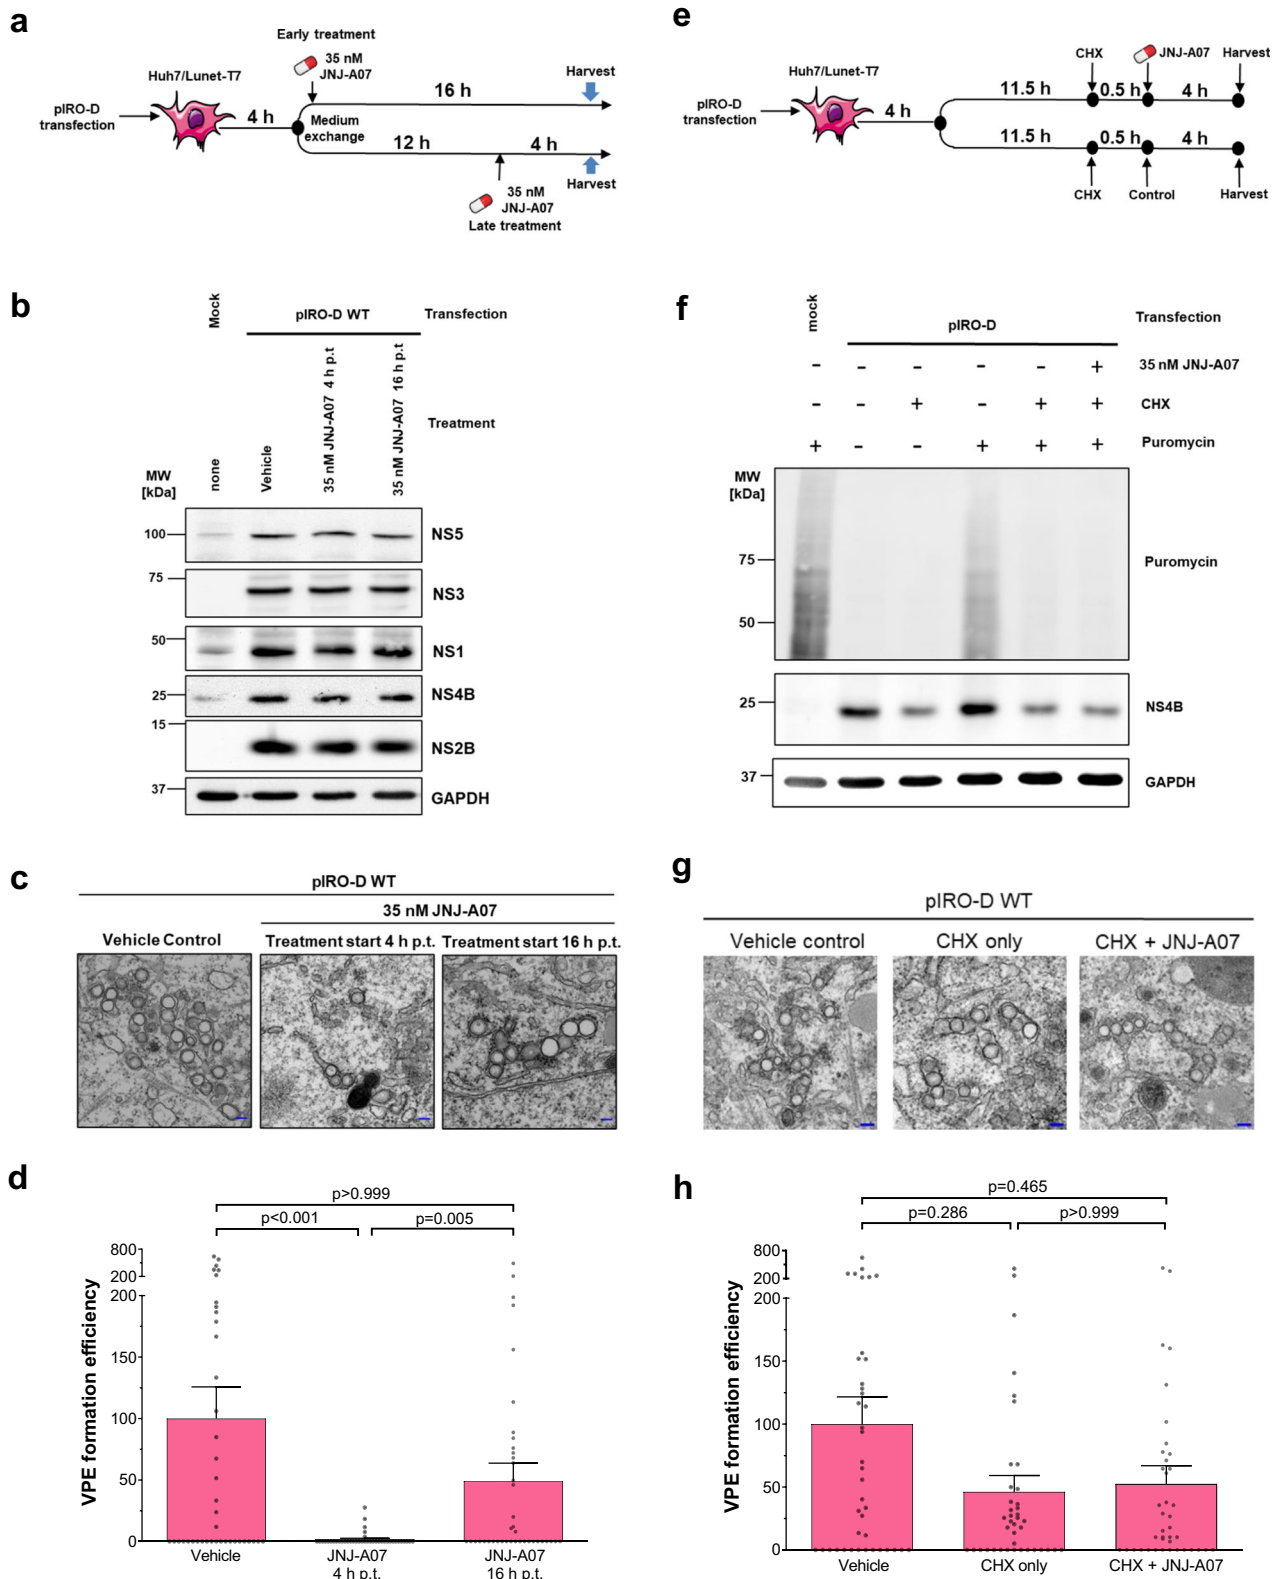 a
Early treatment
35 nM
JNJ-A07
Huh7/Lunet-T7
Harvest
16 h
pIRO-D
transfection
4 h
Medium
exchange
12 h
4 h
Harvest
35 nM
JNJ-A07
Late treatment
e
CHX
JNJ-A07
Harvest
Huh7/Lunet-T7
11.5 h
0.5 h
4 h
pIRO-D
transfection
4 h
11.5 h
0.5 h
4 h
CHX
Control
Harvest
b
Mock
pIRO-D WT
Transfection
none
Vehicle
35 nM JNJ-A07 4 h p.t
35 nM JNJ-A07 16 h p.t
Treatment
MW
[kDa]
100
NS5
75
NS3
50
NS1
25
NS4B
15
NS2B
37
GAPDH
f
mock
pIRO-D
Transfection
- - - - - + 35 nM JNJ-A07
- - + - + + CHX
+ - - + + + Puromycin
MW
[kDa]
75
Puromycin
50
25
NS4B
37
GAPDH
c
pIRO-D WT
35 nM JNJ-A07
Vehicle Control
Treatment start 4 h p.t.
Treatment start 16 h p.t.
g
pIRO-D WT
Vehicle control
CHX only
CHX + JNJ-A07
d
p>0.999
p<0.001
p=0.005
VPE formation efficiency
800
200
200
150
100
50
0
Vehicle
JNJ-A07
4 h p.t.
JNJ-A07
16 h p.t.
h
p=0.465
p=0.286
p>0.999
VPE formation efficiency
800
200
200
150
100
50
0
Vehicle
CHX only
CHX + JNJ-A07